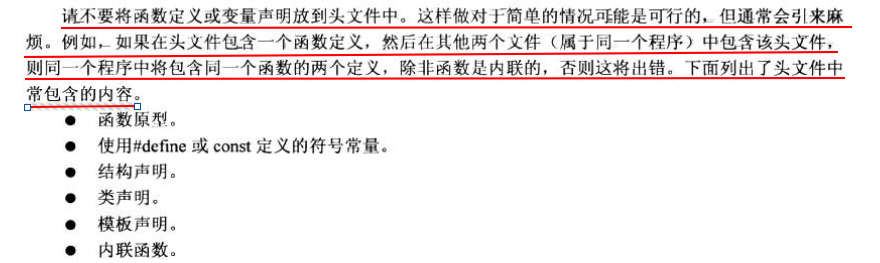 请不要将函数定义或变量声明放到头文件中。这样做对于简单的情况可能是可行的，但通常会引来麻
烦。例如，如果在头文件包含一个函数定义，然后在其他两个文件（属于同一个程序）中包含该头文件，
则同一个程序中将包含同一个函数的两个定义，除非函数是内联的，否则这将出错。下面列出了头文件中
常包含的内容。
● 函数原型。
● 使用#define 或 const 定义的符号常量。
● 结构声明。
● 类声明。
● 模板声明。
● 内联函数。